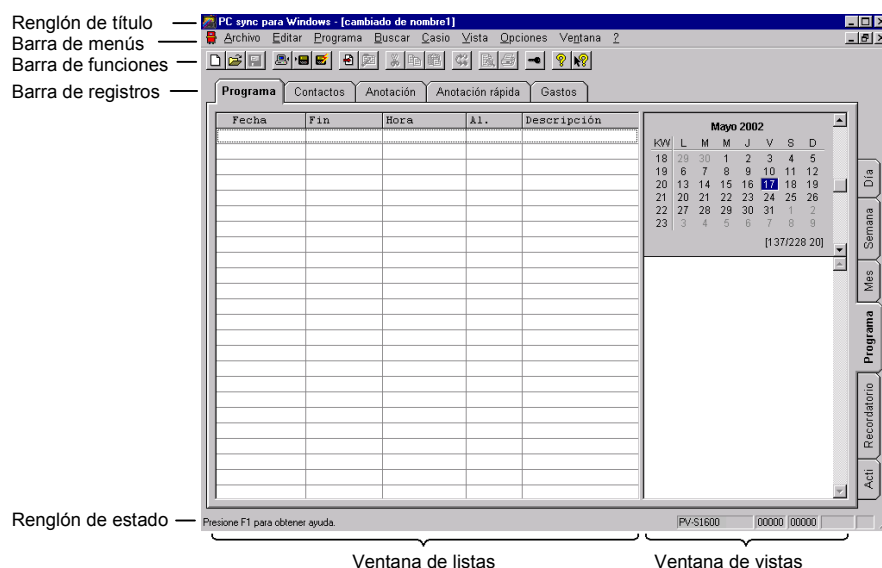 Renglón de título
PC sync para Windows - [cambiado de nombre1]
Barra de menús
Archivo Editar Programa Buscar Casio Vista Opciones Ventana ?
Barra de funciones
Barra de registros
Programa Contactos Anotación Anotación rápida Gastos
Fecha Fin Hora Al. Descripción
Mayo 2002
KW L M M J V S D
18 29 30 1 2 3 4 5
19 6 7 8 9 10 11 12
20 13 14 15 16 17 18 19
21 20 21 22 23 24 25 26
22 27 28 29 30 31 1 2
23 3 4 5 6 7 8 9
[137/228 20]
Día
Semana
Mes
Programa
Recordatorio
Acti
Renglón de estado
Presione F1 para obtener ayuda.
PV-S1600 00000 00000
Ventana de listas
Ventana de vistas